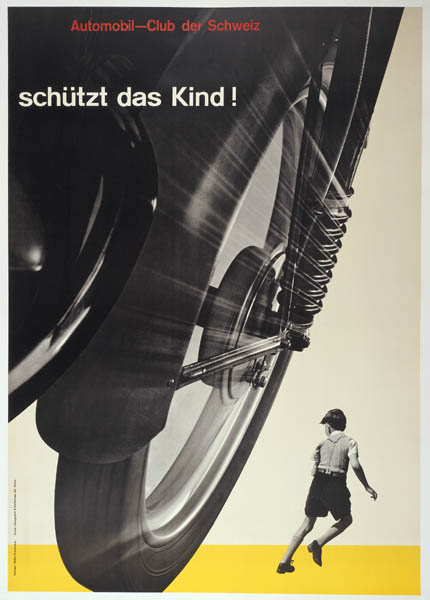 Automobil—Club der Schweiz
schützt das Kind !